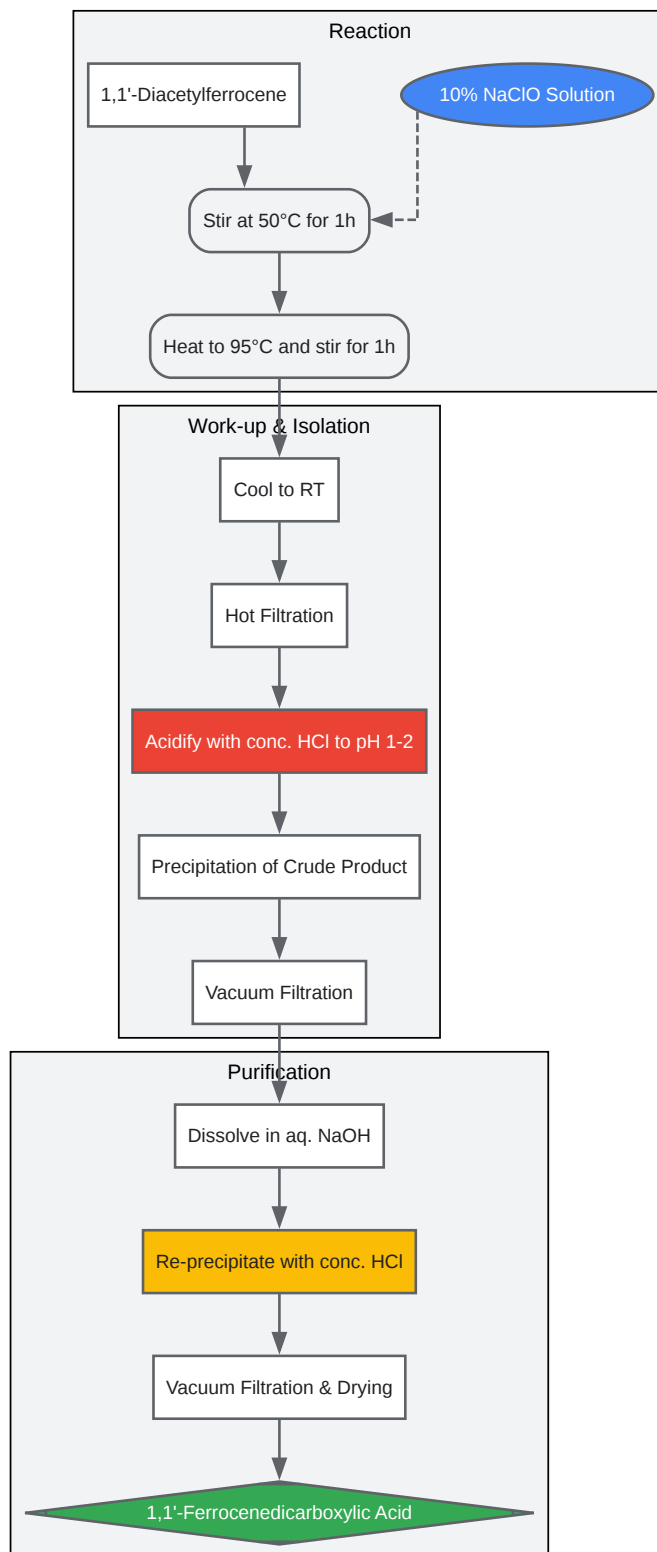 Reaction
1,1'-Diacetylferrocene
10% NaClO Solution
Stir at 50°C for 1h
Heat to 95°C and stir for 1h
Work-up & Isolation
Cool to RT
Hot Filtration
Acidify with conc. HCl to pH 1-2
Precipitation of Crude Product
Vacuum Filtration
Purification
Dissolve in aq. NaOH
Re-precipitate with conc. HCl
Vacuum Filtration & Drying
1,1'-Ferrocenedicarboxylic Acid